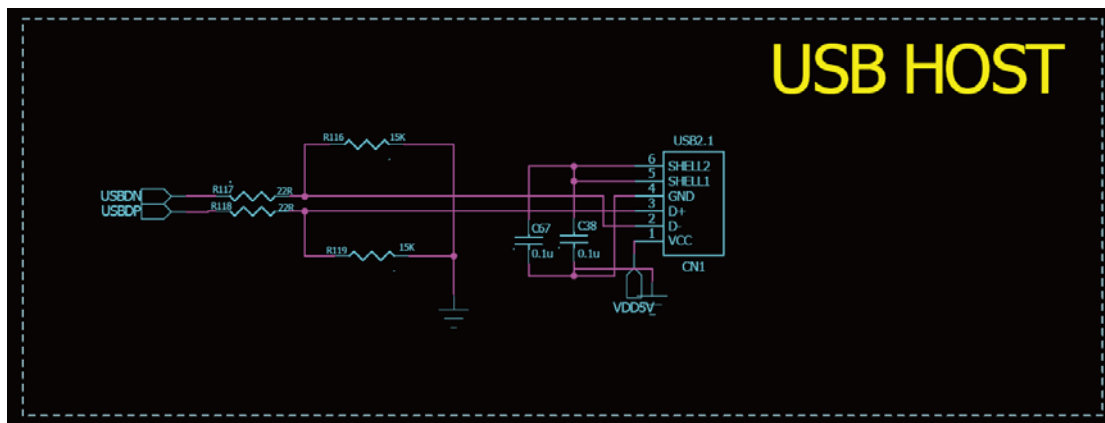 USB HOST
R116 15K
USB2.1
6 SHELL2
5 SHELL1
USBDN R117 22R 4 GND
USBDP R118 22R 3 D+
2 D-
1 VCC
C67 C38
R119 15K 0.1u 0.1u
CN1
VDD5V